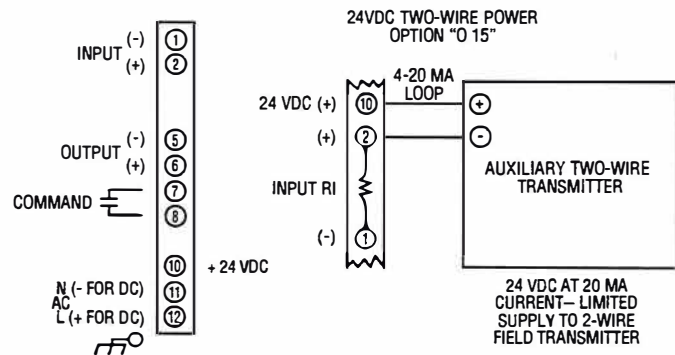 INPUT
(-) 1
(+) 2
OUTPUT
(-) 5
(+) 6
7
COMMAND
8
10 + 24 VDC
N (- FOR DC) 11
AC
L (+ FOR DC) 12
24VDC TWO-WIRE POWER
OPTION "O 15"
4-20 MA
LOOP
24 VDC (+) 10 +
(+) 2 -
INPUT RI
(-) 1
AUXILIARY TWO-WIRE
TRANSMITTER
24 VDC AT 20 MA
CURRENT– LIMITED
SUPPLY TO 2-WIRE
FIELD TRANSMITTER